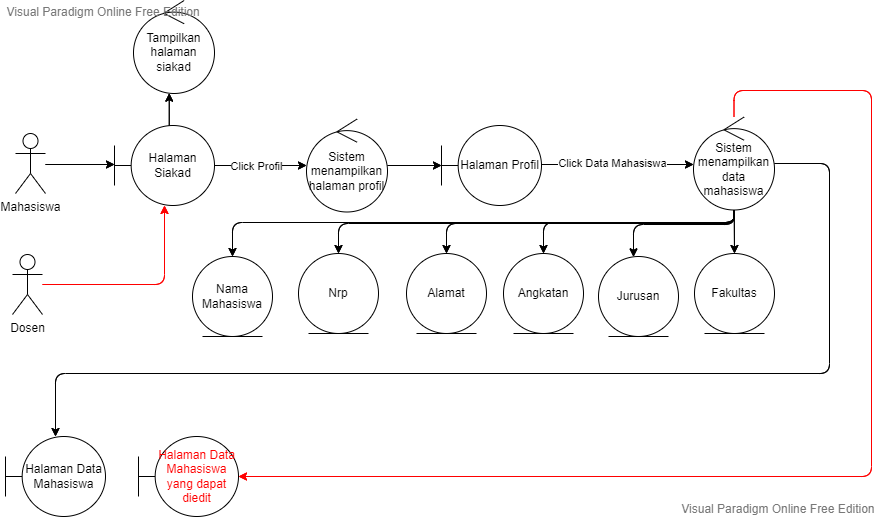 Visual Paradigm Online Free Edition
Tampilkan
halaman
siakad
Mahasiswa
Halaman
Siakad
Click Profil
Sistem
menampilkan
halaman profil
Halaman Profil
Click Data Mahasiswa
Sistem
menampilkan
data
mahasiswa
Dosen
Nama
Mahasiswa
Nrp
Alamat
Angkatan
Jurusan
Fakultas
Halaman Data
Mahasiswa
Halaman Data
Mahasiswa
yang dapat
diedit
Visual Paradigm Online Free Edition